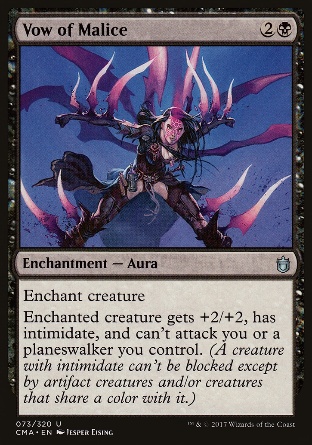 Vow of Malice 2
Enchantment — Aura
Enchant creature
Enchanted creature gets +2/+2, has
intimidate, and can't attack you or a
planeswalker you control. (A creature
with intimidate can't be blocked except
by artifact creatures and/or creatures
that share a color with it.)
073/320 U
CMA • EN Jesper Eising ™ & © 2017 Wizards of the Coast